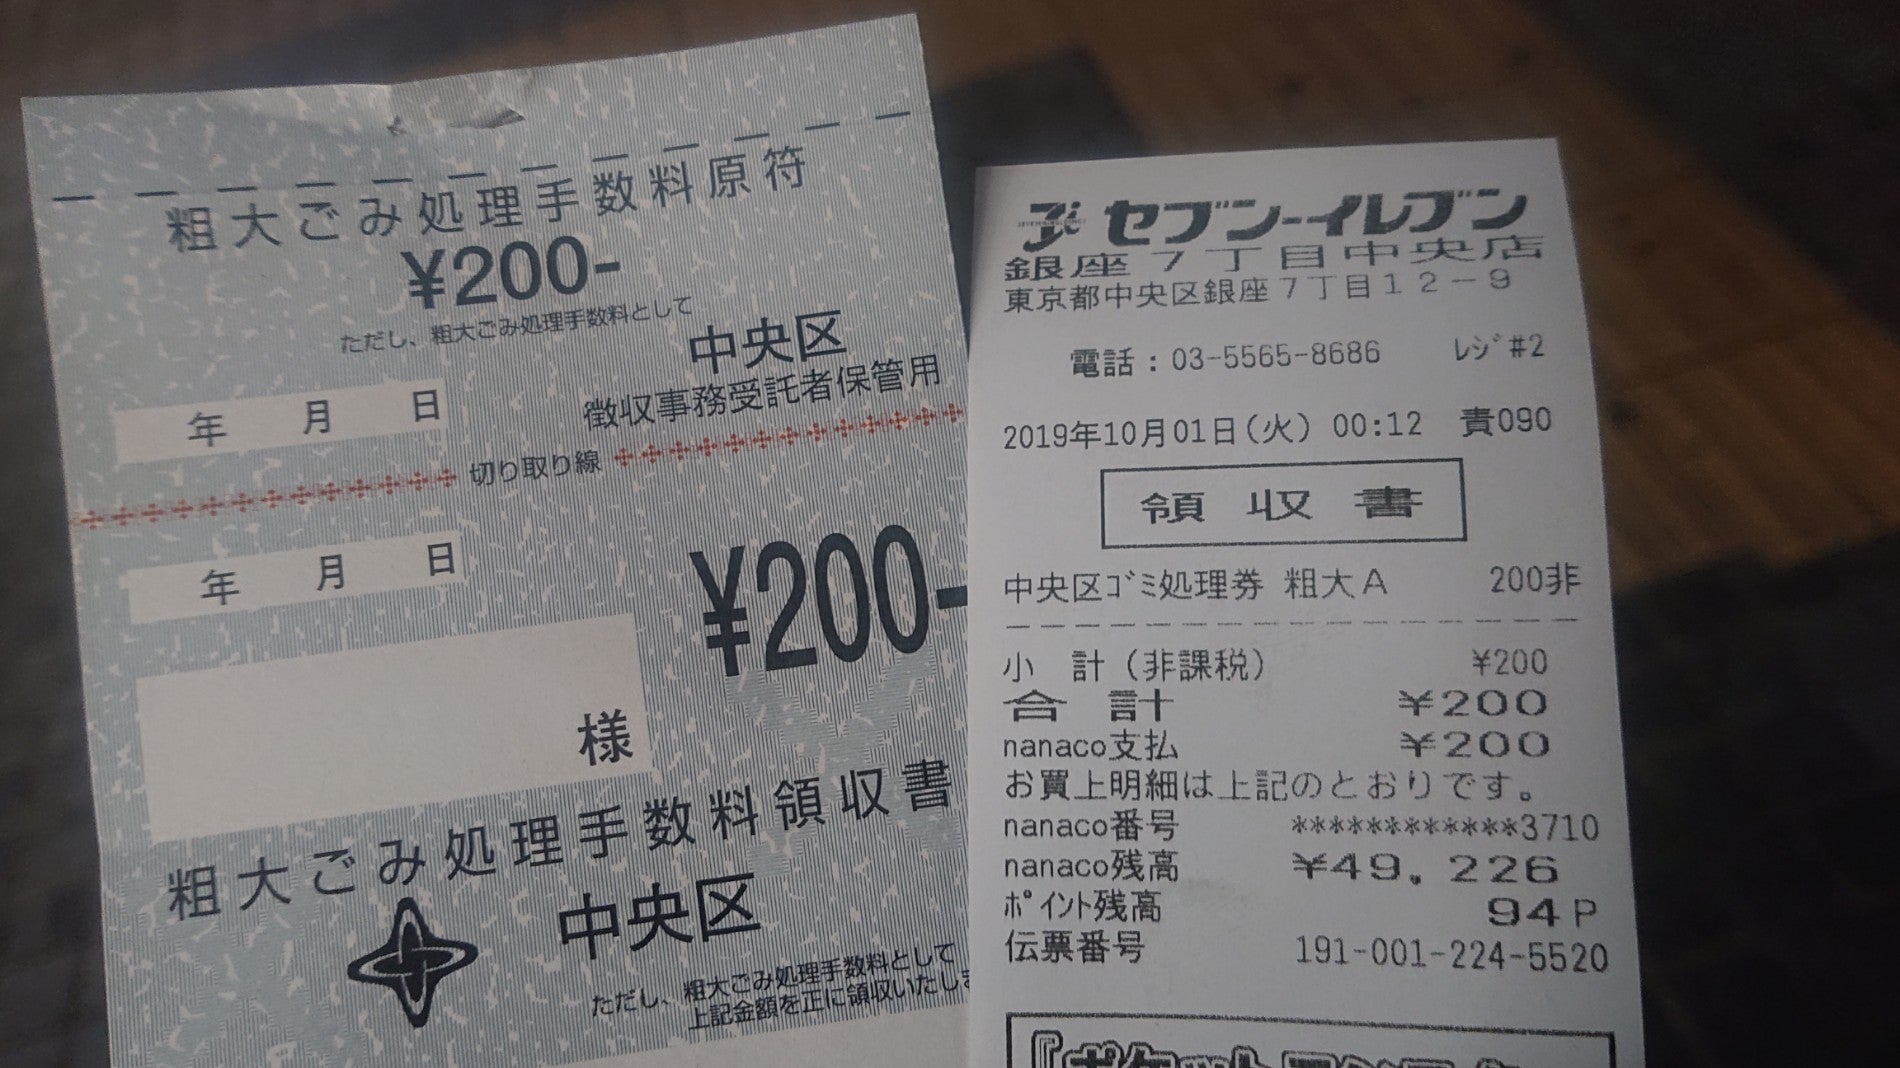 粗大ごみ処理手数料原符
¥200-
ただし、粗大ごみ処理手数料として
中央区
徴収事務受託者保管用
年 月 日
切り取り線
年 月 日
¥200-
様
粗大ごみ処理手数料領収書
中央区
ただし、粗大ごみ処理手数料として
上記金額を正に領収いたしま
セブン-イレブン
銀座7丁目中央店
東京都中央区銀座7丁目12-9
電話:03-5565-8686 レジ#2
2019年10月01日(火) 00:12 責090
領収書
中央区ゴミ処理券 粗大A 200非
小 計(非課税) ¥200
合 計 ¥200
nanaco支払 ¥200
お買上明細は上記のとおりです。
nanaco番号 ************3710
nanaco残高 ¥49,226
ポイント残高 94P
伝票番号 191-001-224-5520